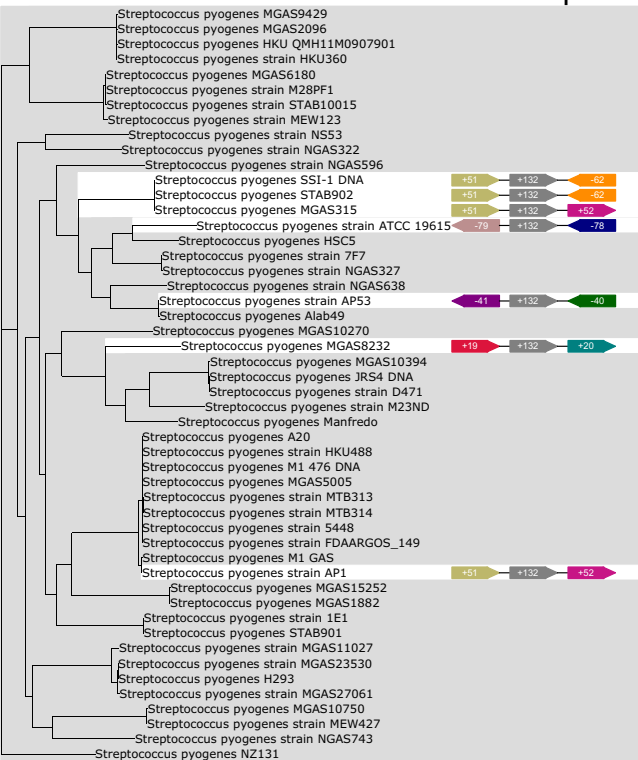 Streptococcus pyogenes MGAS9429
Streptococcus pyogenes MGAS2096
Streptococcus pyogenes HKU QMH11M0907901
Streptococcus pyogenes strain HKU360
Streptococcus pyogenes MGAS6180
Streptococcus pyogenes strain M28PF1
Streptococcus pyogenes STAB10015
Streptococcus pyogenes strain MEW123
Streptococcus pyogenes strain NS53
Streptococcus pyogenes strain NGAS322
Streptococcus pyogenes strain NGAS596
Streptococcus pyogenes SSI-1 DNA +51 +132 -62
Streptococcus pyogenes STAB902 +51 +132 -62
Streptococcus pyogenes MGAS315 +51 +132 +52
Streptococcus pyogenes strain ATCC 19615 -79 +132 -78
Streptococcus pyogenes HSC5
Streptococcus pyogenes strain 7F7
Streptococcus pyogenes strain NGAS327
Streptococcus pyogenes strain NGAS638
Streptococcus pyogenes strain AP53 -41 +132 -40
Streptococcus pyogenes Alab49
Streptococcus pyogenes MGAS10270
Streptococcus pyogenes MGAS8232 +19 +132 +20
Streptococcus pyogenes MGAS10394
Streptococcus pyogenes JRS4 DNA
Streptococcus pyogenes strain D471
Streptococcus pyogenes strain M23ND
Streptococcus pyogenes Manfredo
Streptococcus pyogenes A20
Streptococcus pyogenes strain HKU488
Streptococcus pyogenes M1 476 DNA
Streptococcus pyogenes MGAS5005
Streptococcus pyogenes strain MTB313
Streptococcus pyogenes strain MTB314
Streptococcus pyogenes strain 5448
Streptococcus pyogenes strain FDAARGOS_149
Streptococcus pyogenes M1 GAS
Streptococcus pyogenes strain AP1 +51 +132 +52
Streptococcus pyogenes MGAS15252
Streptococcus pyogenes MGAS1882
Streptococcus pyogenes strain 1E1
Streptococcus pyogenes STAB901
Streptococcus pyogenes strain MGAS11027
Streptococcus pyogenes strain MGAS23530
Streptococcus pyogenes H293
Streptococcus pyogenes strain MGAS27061
Streptococcus pyogenes MGAS10750
Streptococcus pyogenes strain MEW427
Streptococcus pyogenes strain NGAS743
Streptococcus pyogenes NZ131